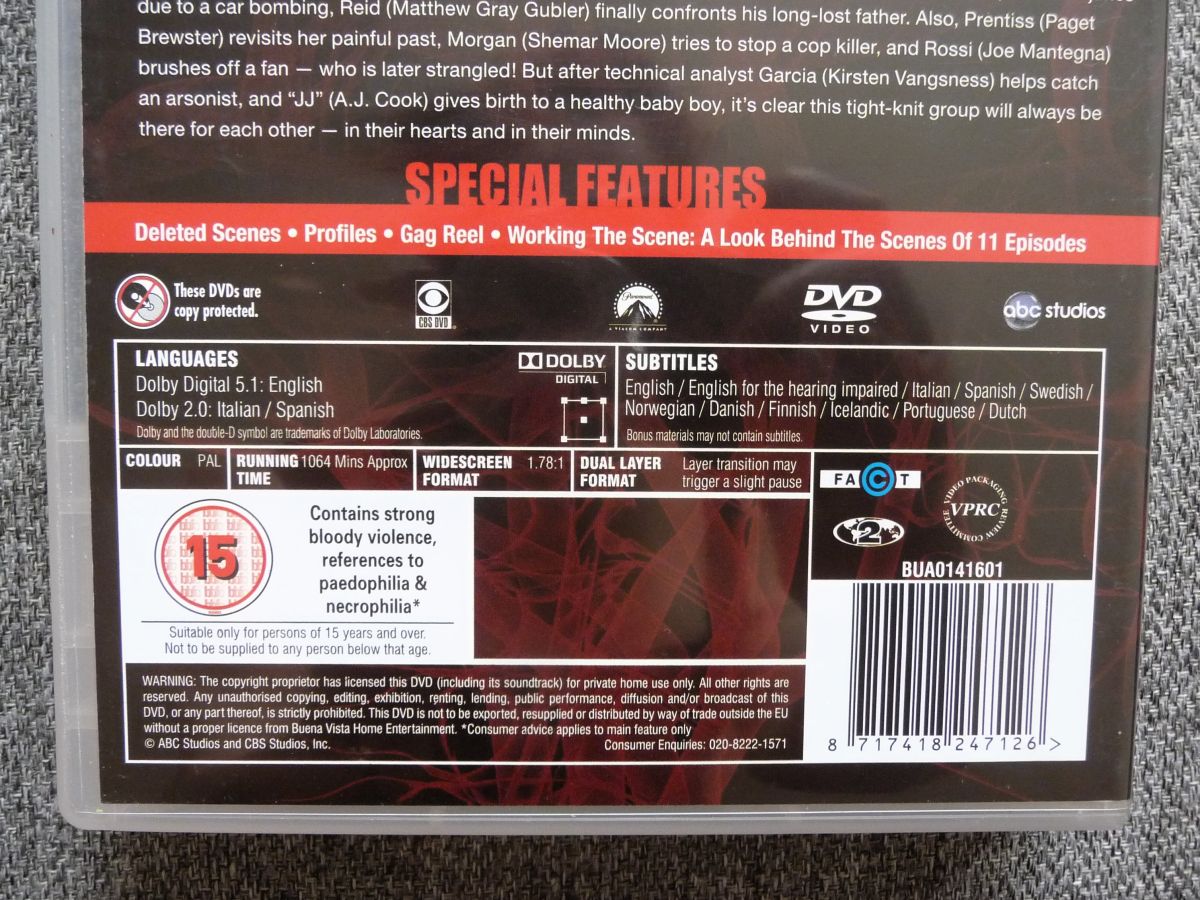 due to a car bombing, Reid (Matthew Gray Gubler) finally confronts his long-lost father. Also, Prentiss (Paget
Brewster) revisits her painful past, Morgan (Shemar Moore) tries to stop a cop killer, and Rossi (Joe Mantegna)
brushes off a fan — who is later strangled! But after technical analyst Garcia (Kirsten Vangsness) helps catch
an arsonist, and “JJ” (A.J. Cook) gives birth to a healthy baby boy, it’s clear this tight-knit group will always be
there for each other — in their hearts and in their minds.
SPECIAL FEATURES
Deleted Scenes • Profiles • Gag Reel • Working The Scene: A Look Behind The Scenes Of 11 Episodes
These DVDs are
copy protected.
CBS DVD
Paramount
A VIACOM COMPANY
DVD
VIDEO
abc studios
LANGUAGES
Dolby Digital 5.1: English
Dolby 2.0: Italian / Spanish
Dolby and the double-D symbol are trademarks of Dolby Laboratories.
DOLBY
DIGITAL
SUBTITLES
English / English for the hearing impaired / Italian / Spanish / Swedish /
Norwegian / Danish / Finnish / Icelandic / Portuguese / Dutch
Bonus materials may not contain subtitles.
COLOUR PAL
RUNNING 1064 Mins Approx
TIME
WIDESCREEN 1.78:1
FORMAT
DUAL LAYER Layer transition may
FORMAT trigger a slight pause
FACT
2
VIDEO PACKAGING REVIEW COMMITTEE
VPRC
BUA0141601
15
Contains strong
bloody violence,
references to
paedophilia &
necrophilia*
Suitable only for persons of 15 years and over.
Not to be supplied to any person below that age.
WARNING: The copyright proprietor has licensed this DVD (including its soundtrack) for private home use only. All other rights are
reserved. Any unauthorised copying, editing, exhibition, renting, lending, public performance, diffusion and/or broadcast of this
DVD, or any part thereof, is strictly prohibited. This DVD is not to be exported, resupplied or distributed by way of trade outside the EU
without a proper licence from Buena Vista Home Entertainment. *Consumer advice applies to main feature only
© ABC Studios and CBS Studios, Inc. Consumer Enquiries: 020-8222-1571
8 717418 247126 >